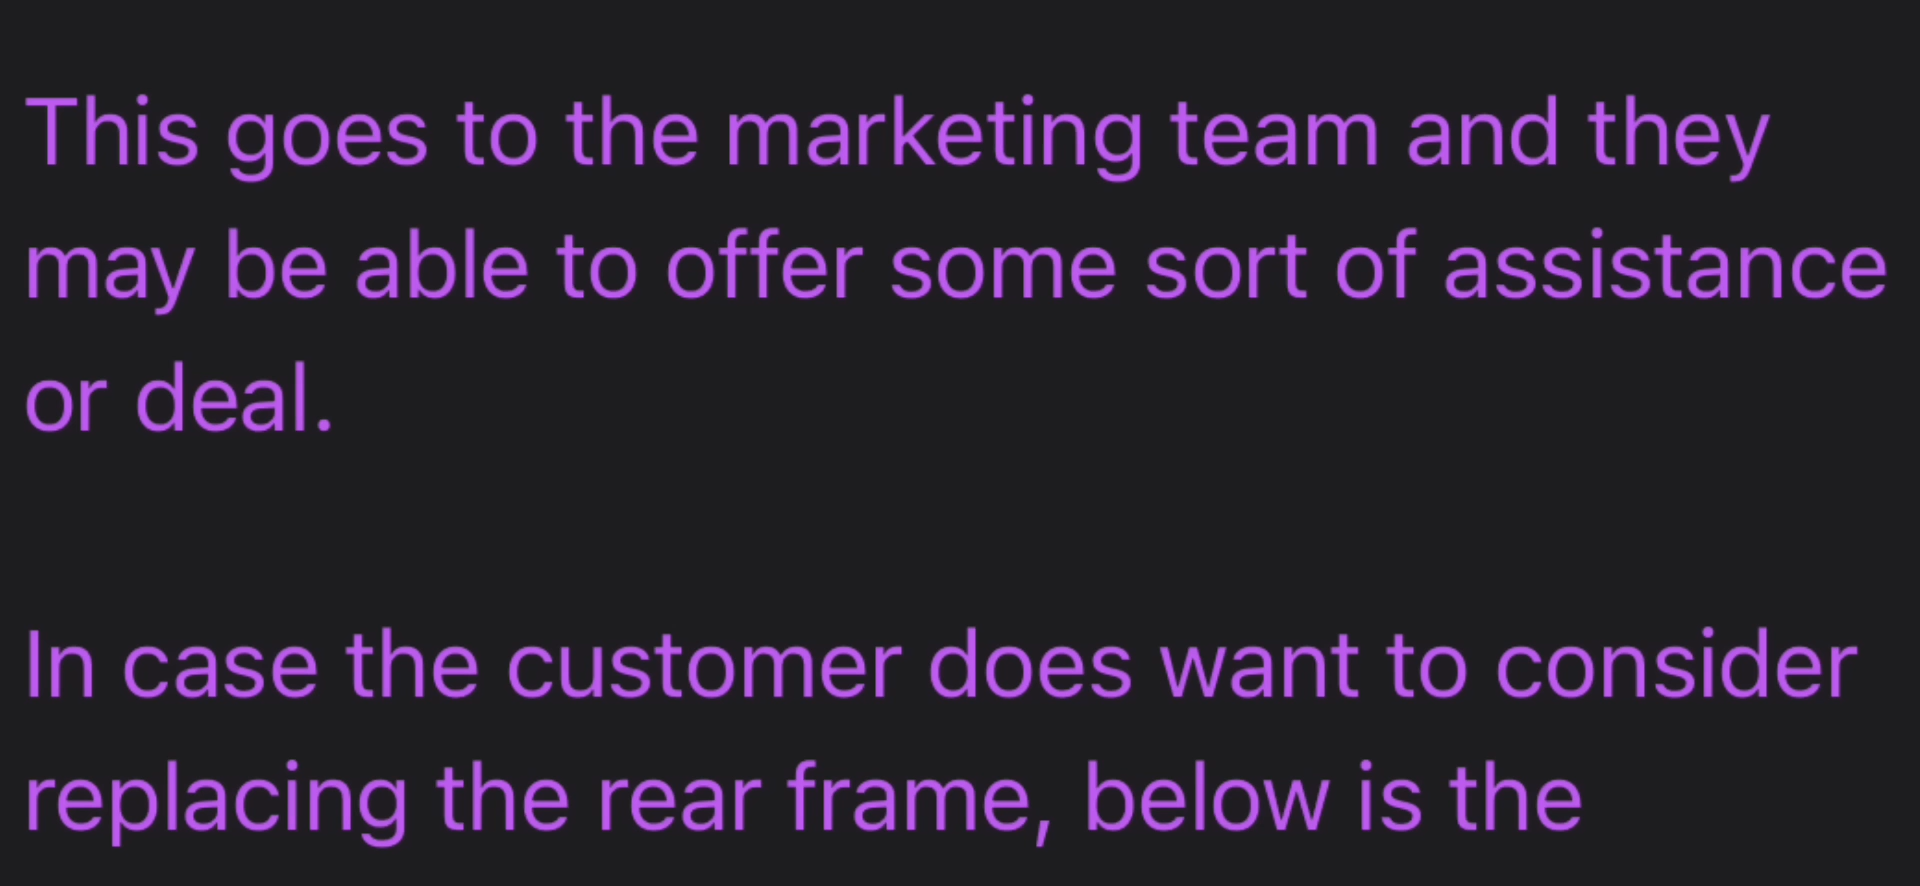 This goes to the marketing team and they
may be able to offer some sort of assistance
or deal.
In case the customer does want to consider
replacing the rear frame, below is the